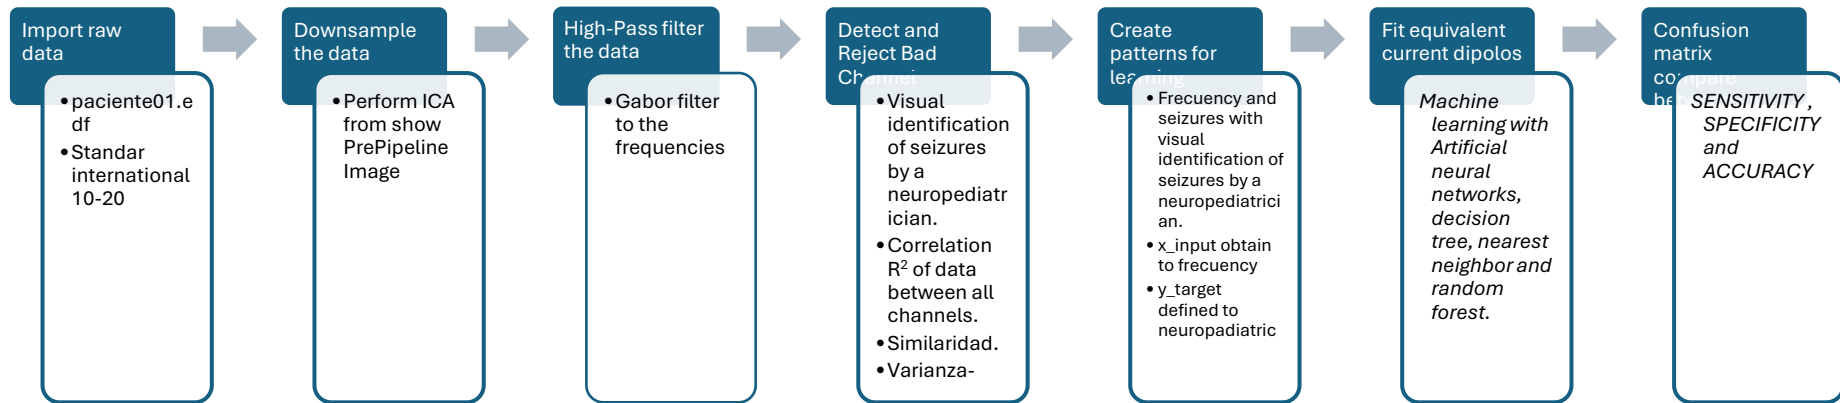 Import raw
data
•paciente01.e
df
•Standar
international
10-20
Downsample
the data
•Perform ICA
from show
PrePipeline
Image
High-Pass filter
the data
•Gabor filter
to the
frequencies
Detect and
Reject Bad
Channel
•Visual
identification
of seizures
by a
neuropediatr
ician.
•Correlation
R² of data
between all
channels.
•Similaridad.
•Varianza-
Create
patterns for
learning
• Frecuency and
seizures with
visual
identification of
seizures by a
neuropediatrici
an.
• x_input obtain
to frecuency
• y_target
defined to
neuropadiatric
Fit equivalent
current dipolos
Machine
learning with
Artificial
neural
networks,
decision
tree, nearest
neighbor and
random
forest.
Confusion
matrix
compare
SENSITIVITY ,
SPECIFICITY
and
ACCURACY